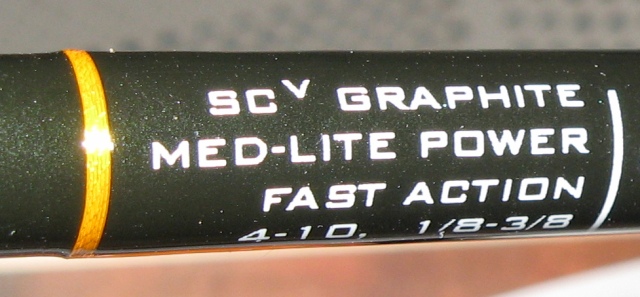 SCV GRAPHITE
MED-LITE POWER
FAST ACTION
4-10, 1/8-3/8